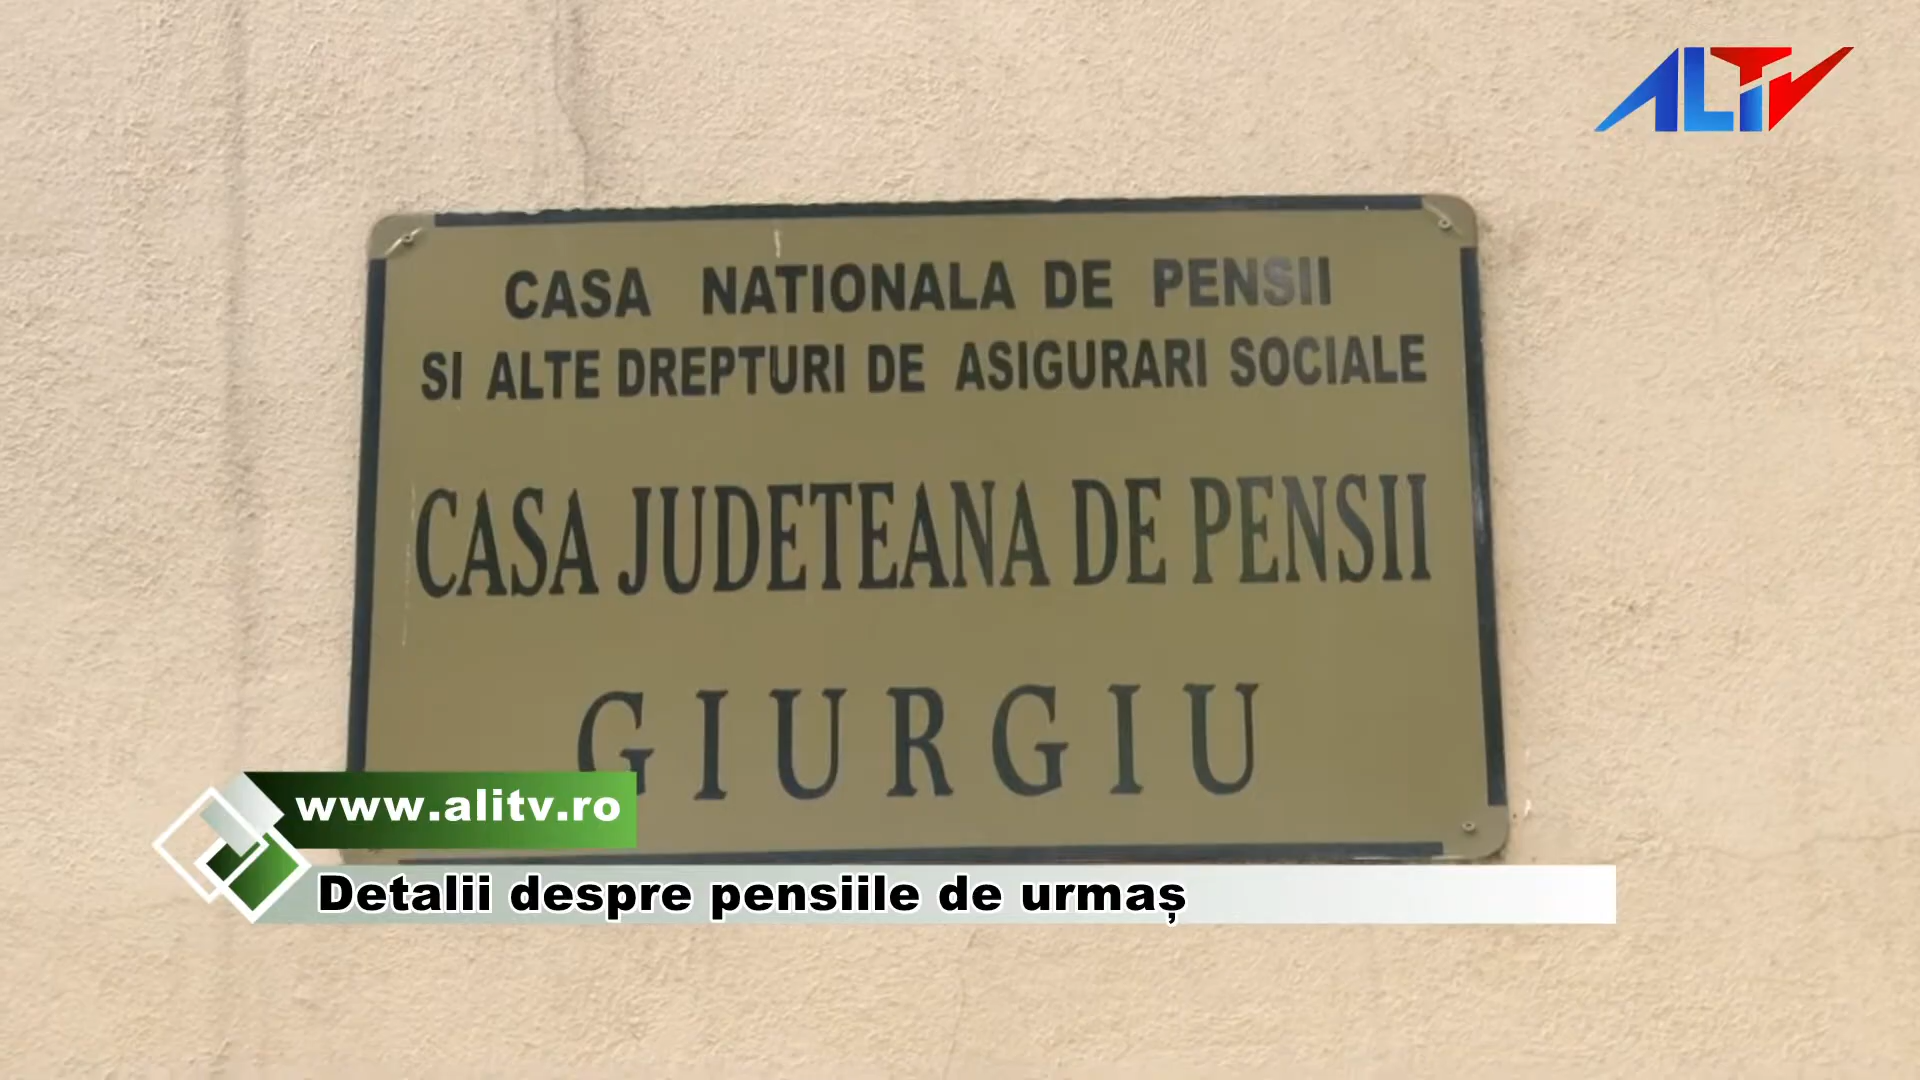 ALITV
CASA NATIONALA DE PENSII
SI ALTE DREPTURI DE ASIGURARI SOCIALE
CASA JUDETEANA DE PENSII
GIURGIU
www.alitv.ro
Detalii despre pensiile de urmaș